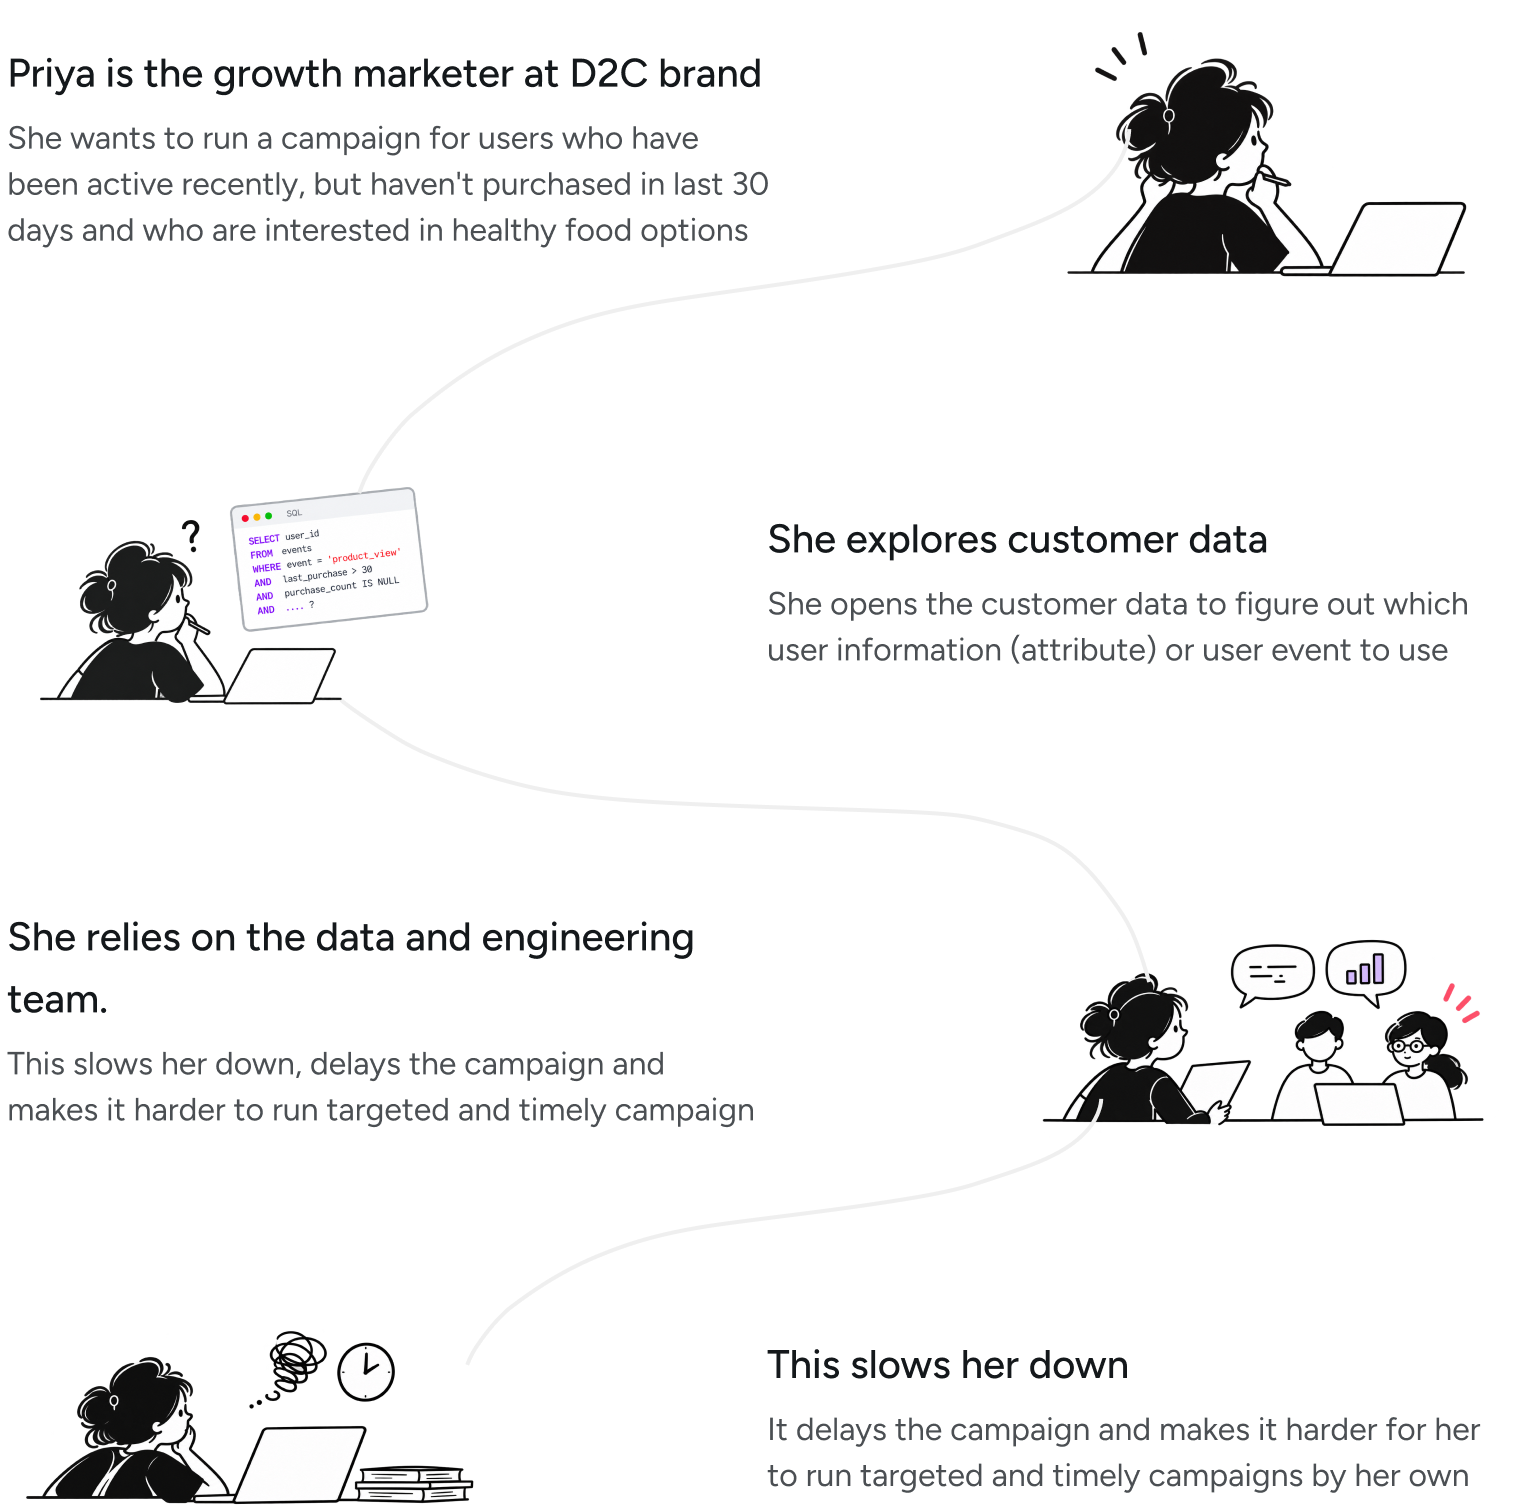 Priya is the growth marketer at D2C brand
She wants to run a campaign for users who have
been active recently, but haven't purchased in last 30
days and who are interested in healthy food options
?
SQL
SELECT user_id
FROM events
WHERE event = 'product_view'
AND last_purchase > 30
AND purchase_count IS NULL
AND .... ?
She explores customer data
She opens the customer data to figure out which
user information (attribute) or user event to use
She relies on the data and engineering
team.
This slows her down, delays the campaign and
makes it harder to run targeted and timely campaign
This slows her down
It delays the campaign and makes it harder for her
to run targeted and timely campaigns by her own